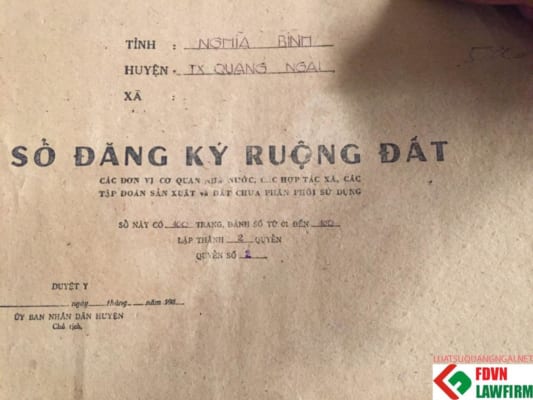 TỈNH : NGHĨA BÌNH
HUYỆN - TX QUẢNG NGÃI
XÃ :
SỔ ĐĂNG KÝ RUỘNG ĐẤT
CÁC ĐƠN VỊ CƠ QUAN NHÀ NƯỚC, CÁC HỢP TÁC XÃ, CÁC
TẬP ĐOÀN SẢN XUẤT và ĐẤT CHƯA PHÂN PHỐI SỬ DỤNG
SỔ NÀY CÓ 100 TRANG, ĐÁNH SỐ TỪ 01 ĐẾN 100
LẬP THÀNH 2 QUYỂN
QUYỂN SỐ 2
DUYỆT Y
ngày tháng năm 198
ỦY BAN NHÂN DÂN HUYỆN
Chủ tịch,
LUATSUQUANGNGAI.NET
FDVN
LAWFIRM